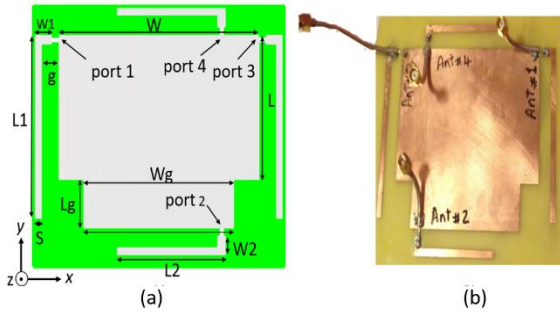 W1
W
port 1
port 4
port 3
g
L
L1
Wg
Lg
port 2
S
W2
L2
y
z
x
(a)
Ant#4
Ant#1
Ant#2
(b)